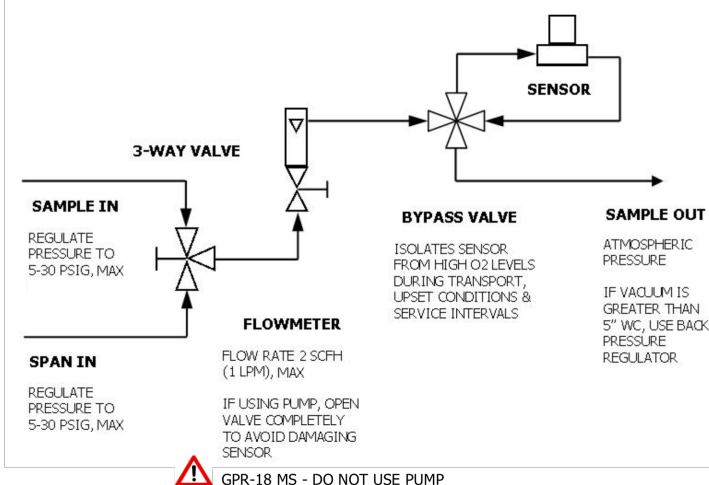 SENSOR
3-WAY VALVE
SAMPLE IN
REGULATE
PRESSURE TO
5-30 PSIG, MAX
SPAN IN
REGULATE
PRESSURE TO
5-30 PSIG, MAX
FLOWMETER
FLOW RATE 2 SCFH
(1 LPM), MAX
IF USING PUMP, OPEN
VALVE COMPLETELY
TO AVOID DAMAGING
SENSOR
BYPASS VALVE
ISOLATES SENSOR
FROM HIGH O2 LEVELS
DURING TRANSPORT,
UPSET CONDITIONS &
SERVICE INTERVALS
SAMPLE OUT
ATMOSPHERIC
PRESSURE
IF VACUUM IS
GREATER THAN
5" WC, USE BACK
PRESSURE
REGULATOR
! GPR-18 MS - DO NOT USE PUMP